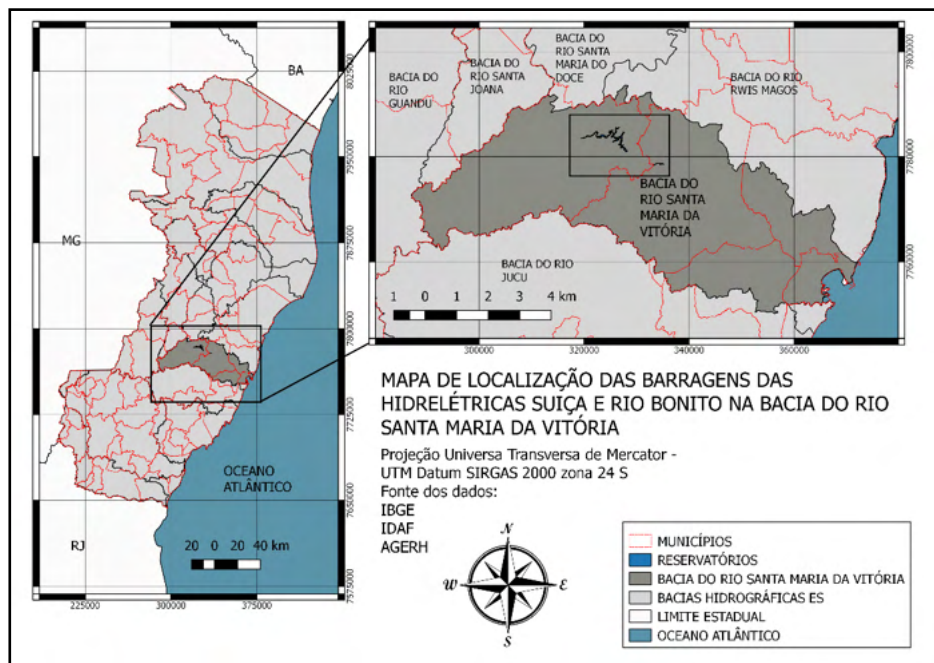 BA
MG
RJ
OCEANO
ATLÂNTICO
20 0 20 40 km
225000 300000 375000
8025000
7950000
7875000
7800000
7725000
7650000
7575000
BACIA DO
RIO
GUANDU
BACIA DO
RIO SANTA
JOANA
BACIA DO
RIO SANTA
MARIA DO
DOCE
BACIA DO RIO
RWIS MAGOS
BACIA DO
RIO SANTA
MARIA DA
VITÓRIA
BACIA DO RIO
JUCU
1 0 1 2 3 4 km
300000 320000 340000 360000
7800000
7780000
7760000
MAPA DE LOCALIZAÇÃO DAS BARRAGENS DAS
HIDRELÉTRICAS SUIÇA E RIO BONITO NA BACIA DO RIO
SANTA MARIA DA VITÓRIA
Projeção Universa Transversa de Mercator -
UTM Datum SIRGAS 2000 zona 24 S
Fonte dos dados:
IBGE
IDAF
AGERH
N
W E
S
MUNICÍPIOS
RESERVATÓRIOS
BACIA DO RIO SANTA MARIA DA VITÓRIA
BACIAS HIDROGRÁFICAS ES
LIMITE ESTADUAL
OCEANO ATLÂNTICO